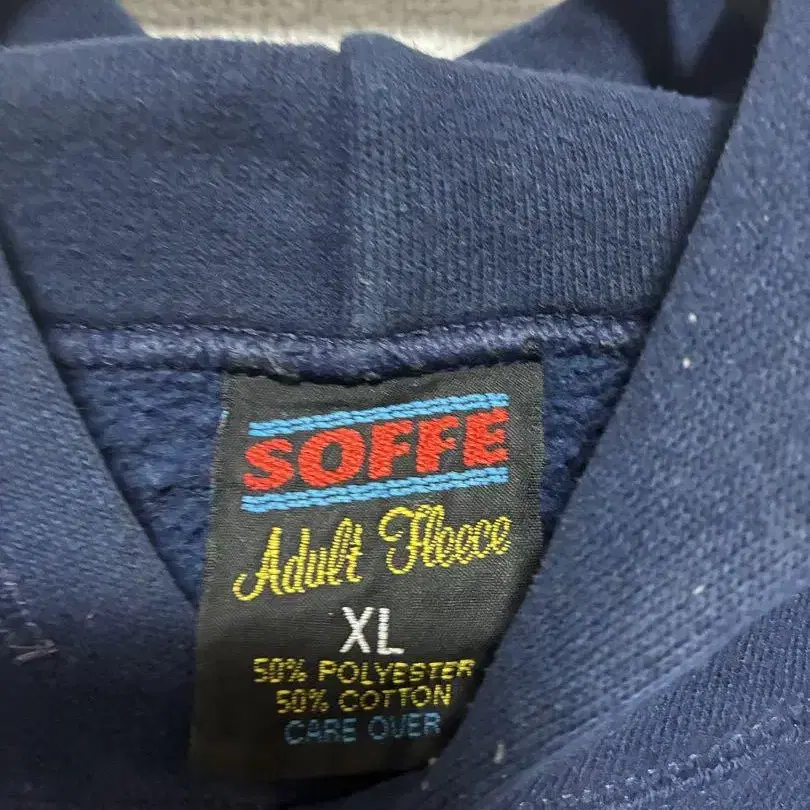 SOFFE
Adult Fleece
XL
50% POLYESTER
50% COTTON
CARE OVER